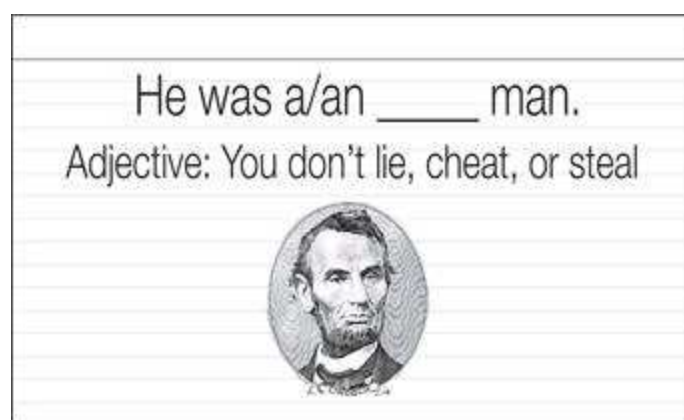 He was a/an _____ man.
Adjective: You don't lie, cheat, or steal